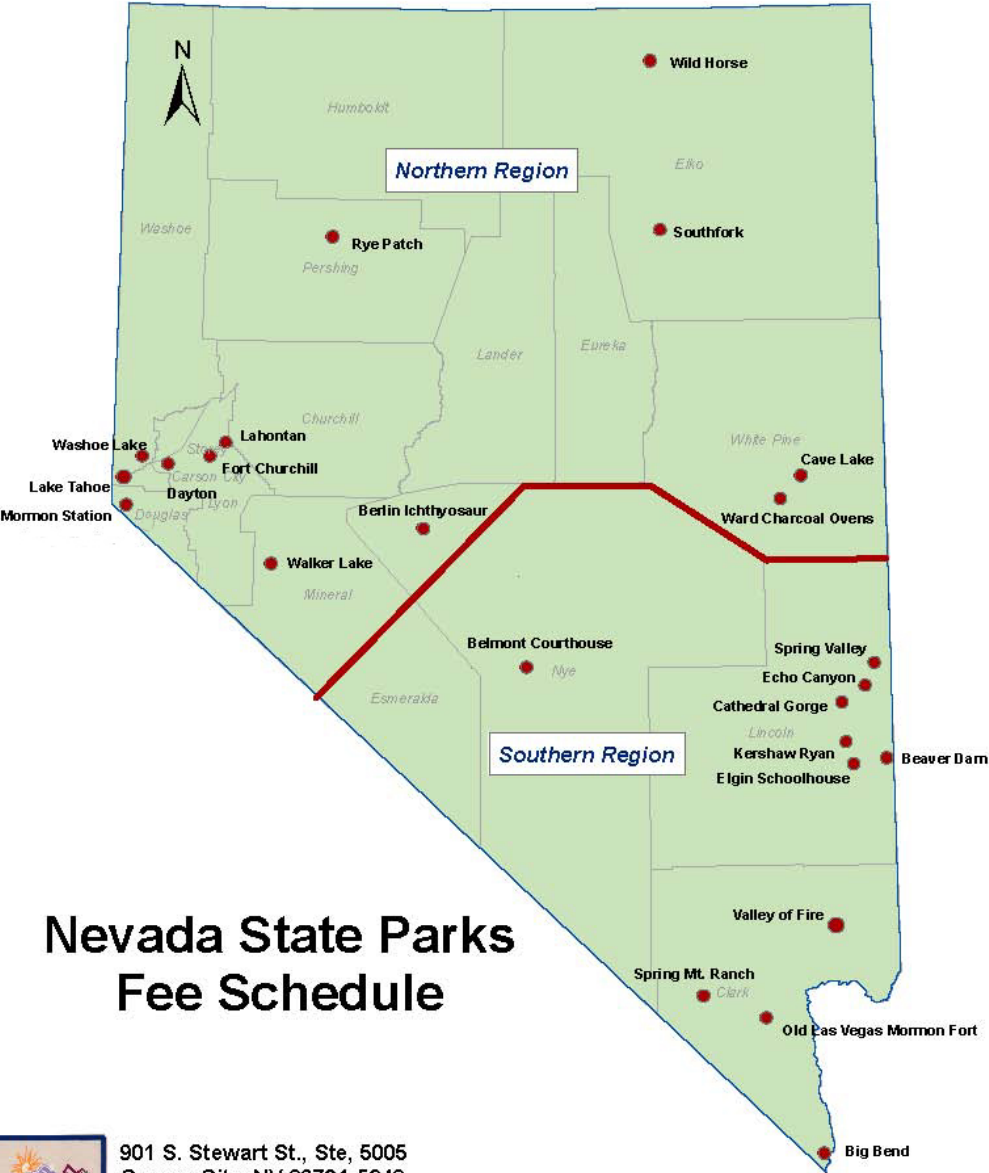 N
Wild Horse
Humboldt
Northern Region
Elko
Washoe
Rye Patch
Southfork
Pershing
Lander
Eureka
Churchill
White Pine
Lahontan
Washoe Lake
Storey
Cave Lake
Fort Churchill
Carson City
Lake Tahoe
Dayton
Lyon
Mormon Station
Douglas
Berlin Ichthyosaur
Ward Charcoal Ovens
Walker Lake
Mineral
Belmont Courthouse
Nye
Spring Valley
Echo Canyon
Esmeralda
Cathedral Gorge
Lincoln
Southern Region
Kershaw Ryan
Beaver Dam
Elgin Schoolhouse
Nevada State Parks
Fee Schedule
Valley of Fire
Spring Mt. Ranch
Clark
Old Las Vegas Mormon Fort
901 S. Stewart St., Ste, 5005
Big Bend